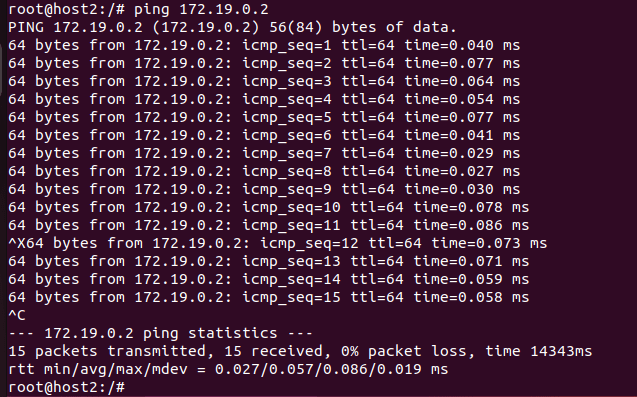 root@host2:/# ping 172.19.0.2
PING 172.19.0.2 (172.19.0.2) 56(84) bytes of data.
64 bytes from 172.19.0.2: icmp_seq=1 ttl=64 time=0.040 ms
64 bytes from 172.19.0.2: icmp_seq=2 ttl=64 time=0.077 ms
64 bytes from 172.19.0.2: icmp_seq=3 ttl=64 time=0.064 ms
64 bytes from 172.19.0.2: icmp_seq=4 ttl=64 time=0.054 ms
64 bytes from 172.19.0.2: icmp_seq=5 ttl=64 time=0.077 ms
64 bytes from 172.19.0.2: icmp_seq=6 ttl=64 time=0.041 ms
64 bytes from 172.19.0.2: icmp_seq=7 ttl=64 time=0.029 ms
64 bytes from 172.19.0.2: icmp_seq=8 ttl=64 time=0.027 ms
64 bytes from 172.19.0.2: icmp_seq=9 ttl=64 time=0.030 ms
64 bytes from 172.19.0.2: icmp_seq=10 ttl=64 time=0.078 ms
64 bytes from 172.19.0.2: icmp_seq=11 ttl=64 time=0.086 ms
^X64 bytes from 172.19.0.2: icmp_seq=12 ttl=64 time=0.073 ms
64 bytes from 172.19.0.2: icmp_seq=13 ttl=64 time=0.071 ms
64 bytes from 172.19.0.2: icmp_seq=14 ttl=64 time=0.059 ms
64 bytes from 172.19.0.2: icmp_seq=15 ttl=64 time=0.058 ms
^C
--- 172.19.0.2 ping statistics ---
15 packets transmitted, 15 received, 0% packet loss, time 14343ms
rtt min/avg/max/mdev = 0.027/0.057/0.086/0.019 ms
root@host2:/#